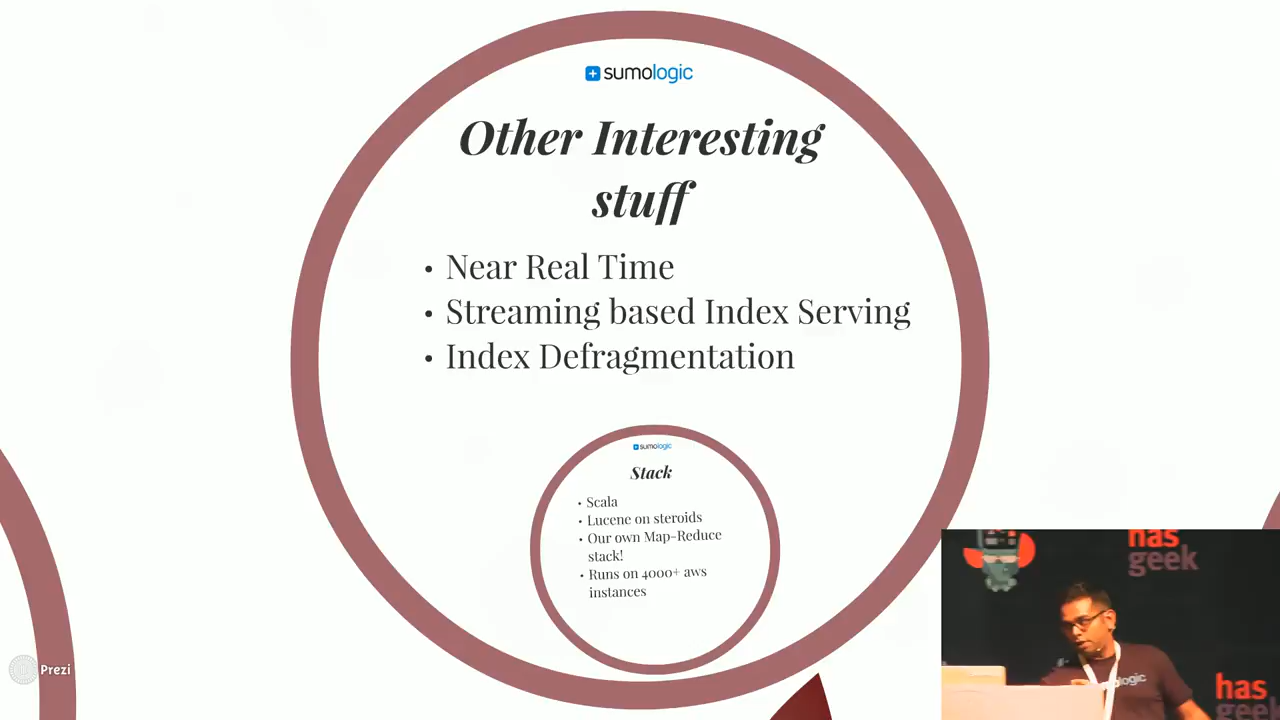 sumologic
Other Interesting
stuff
• Near Real Time
• Streaming based Index Serving
• Index Defragmentation
sumologic
Stack
• Scala
• Lucene on steroids
• Our own Map-Reduce
stack!
• Runs on 4000+ aws
instances
Prezi
has
geek
has
geek